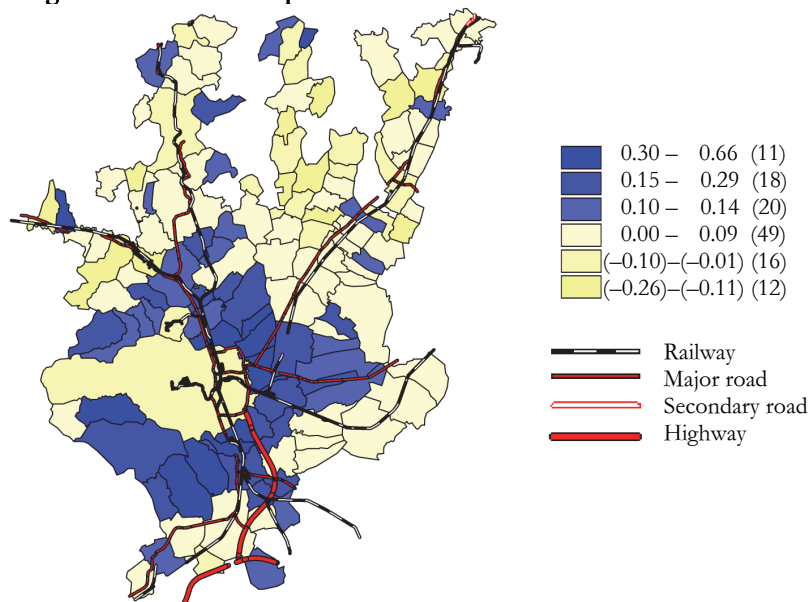 0.30 – 0.66 (11)
0.15 – 0.29 (18)
0.10 – 0.14 (20)
0.00 – 0.09 (49)
(–0.10)–(–0.01) (16)
(–0.26)–(–0.11) (12)
Railway
Major road
Secondary road
Highway